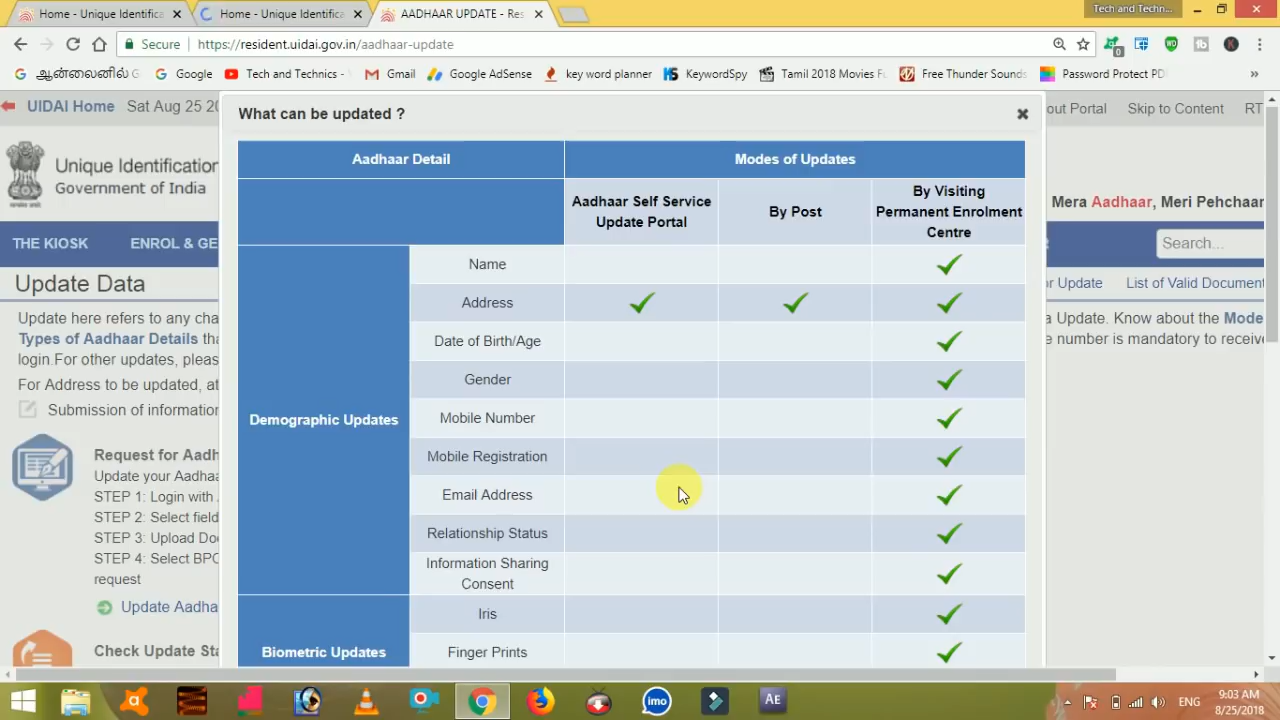 Tech and Techn...
Home - Unique Identifica
Home - Unique Identifica
AADHAAR UPDATE - Res
Secure
https://resident.uidai.gov.in/aadhaar-update
ஆன்லைனில் G
Google
Tech and Technics
Gmail
Google AdSense
key word planner
KeywordSpy
Tamil 2018 Movies Fu
Free Thunder Sounds
Password Protect PD
»
UIDAI Home
Sat Aug 25 20
out Portal
Skip to Content
RT
Unique Identification
Government of India
Mera Aadhaar, Meri Pehchaan
THE KIOSK
ENROL & GE
Search...
Update Data
or Update
List of Valid Document
Update here refers to any cha
a Update. Know about the Mode
Types of Aadhaar Details tha
e number is mandatory to receive
login.For other updates, pleas
For Address to be updated, at
Submission of information
Request for Aadh
Update your Aadhaa
STEP 1: Login with
STEP 2: Select field
STEP 3: Upload Doc
STEP 4: Select BPO
request
Update Aadha
Check Update Sta
What can be updated ?
Aadhaar Detail
Modes of Updates
Aadhaar Self Service
Update Portal
By Post
By Visiting
Permanent Enrolment
Centre
Demographic Updates
Name
Address
Date of Birth/Age
Gender
Mobile Number
Mobile Registration
Email Address
Relationship Status
Information Sharing
Consent
Biometric Updates
Iris
Finger Prints
imo
AE
ENG
9:03 AM
8/25/2018